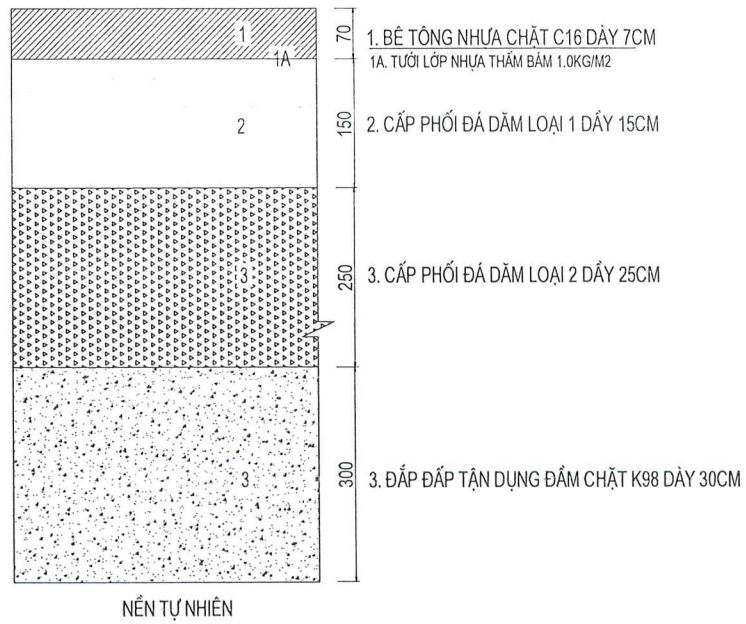 1
70
1. BÊ TÔNG NHỰA CHẶT C16 DÀY 7CM
1A
1A. TƯỚI LỚP NHỰA THẤM BÁM 1.0KG/M2
2
150
2. CẤP PHỐI ĐÁ DĂM LOẠI 1 DẦY 15CM
3
250
3. CẤP PHỐI ĐÁ DĂM LOẠI 2 DẦY 25CM
3
300
3. ĐẮP ĐẤP TẬN DỤNG ĐẦM CHẶT K98 DÀY 30CM
NỀN TỰ NHIÊN